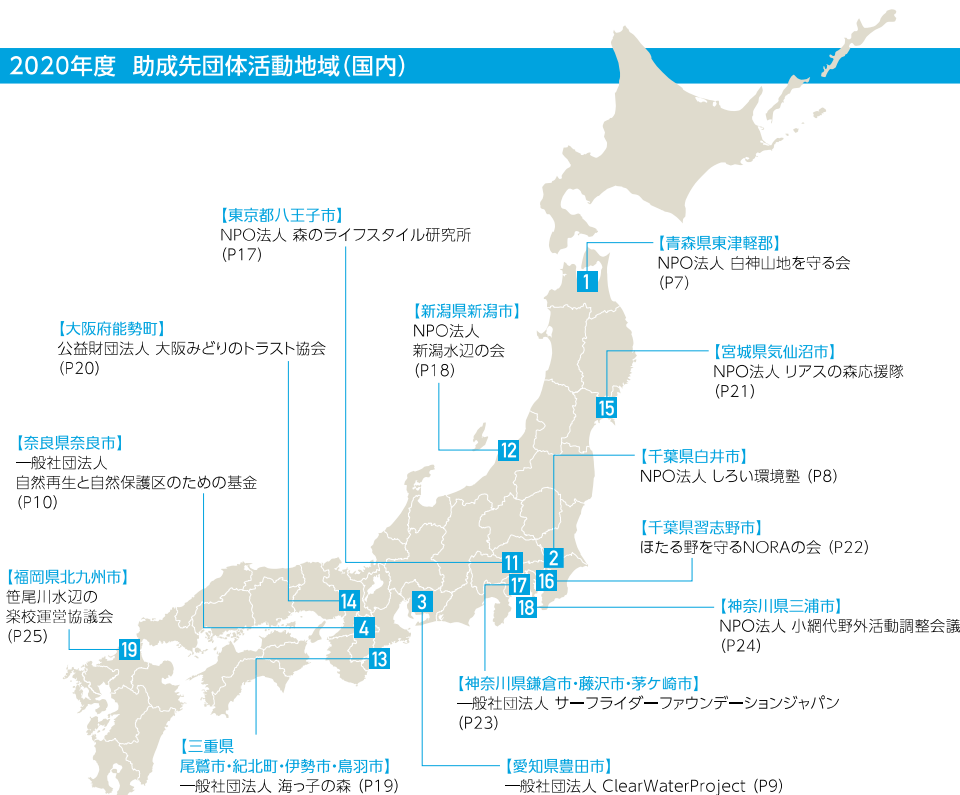 2020年度 助成先団体活動地域(国内)
【東京都八王子市】
NPO法人 森のライフスタイル研究所
(P17)
【青森県東津軽郡】
NPO法人 白神山地を守る会
(P7)
1
【新潟県新潟市】
NPO法人
新潟水辺の会
(P18)
【大阪府能勢町】
公益財団法人 大阪みどりのトラスト協会
(P20)
【宮城県気仙沼市】
NPO法人 リアスの森応援隊
(P21)
15
【奈良県奈良市】
一般社団法人
自然再生と自然保護区のための基金
(P10)
12
【千葉県白井市】
NPO法人 しろい環境塾 (P8)
【千葉県習志野市】
ほたる野を守るNORAの会 (P22)
11
2
16
17
18
14
3
4
13
19
【福岡県北九州市】
笹尾川水辺の
楽校運営協議会
(P25)
【神奈川県三浦市】
NPO法人 小網代野外活動調整会議
(P24)
【神奈川県鎌倉市・藤沢市・茅ケ崎市】
一般社団法人 サーフライダーファウンデーションジャパン
(P23)
【三重県
尾鷲市・紀北町・伊勢市・鳥羽市】
一般社団法人 海っ子の森 (P19)
【愛知県豊田市】
一般社団法人 ClearWaterProject (P9)